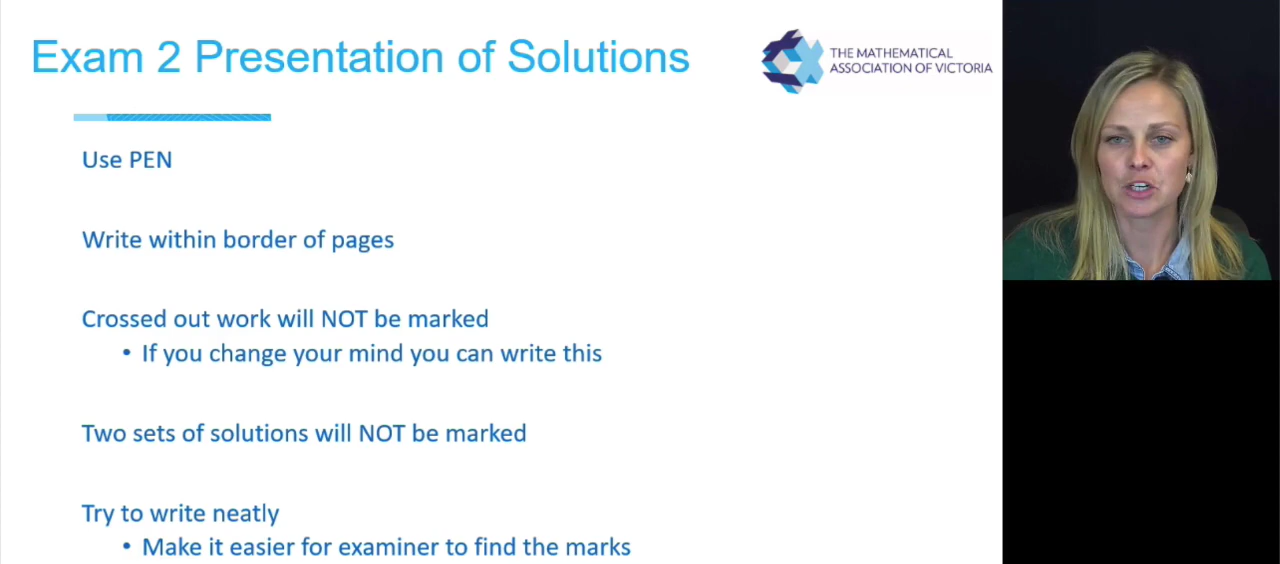 Exam 2 Presentation of Solutions
THE MATHEMATICAL
ASSOCIATION OF VICTORIA
Use PEN
Write within border of pages
Crossed out work will NOT be marked
• If you change your mind you can write this
Two sets of solutions will NOT be marked
Try to write neatly
• Make it easier for examiner to find the marks